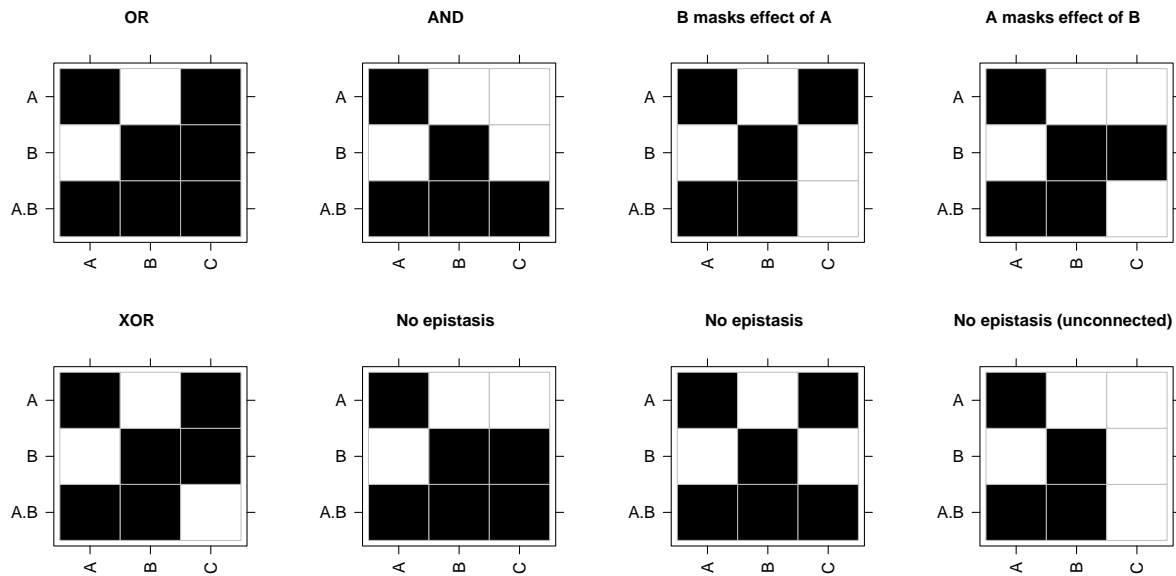 OR
AND
B masks effect of A
A masks effect of B
A
B
A.B
A B C
A
B
A.B
A B C
A
B
A.B
A B C
A
B
A.B
A B C
XOR
No epistasis
No epistasis
No epistasis (unconnected)
A
B
A.B
A B C
A
B
A.B
A B C
A
B
A.B
A B C
A
B
A.B
A B C